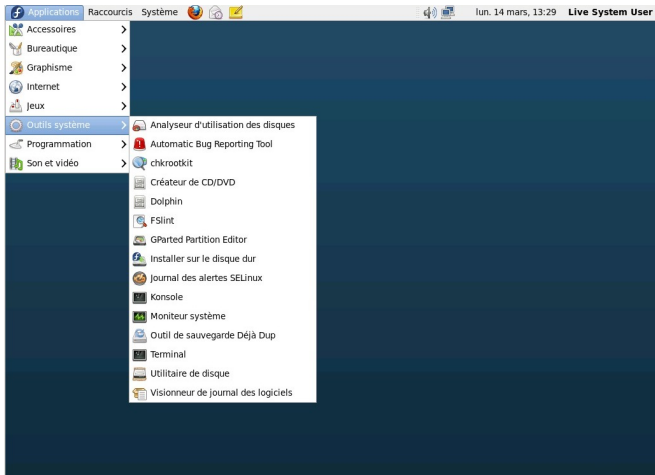 Applications Raccourcis Système lun. 14 mars, 13:29 Live System User
Accessoires
Bureautique
Graphisme
Internet
Jeux
Outils système
Programmation
Son et vidéo
Analyseur d'utilisation des disques
Automatic Bug Reporting Tool
chkrootkit
Créateur de CD/DVD
Dolphin
FSlint
GParted Partition Editor
Installer sur le disque dur
Journal des alertes SELinux
Konsole
Moniteur système
Outil de sauvegarde Déjà Dup
Terminal
Utilitaire de disque
Visionneur de journal des logiciels